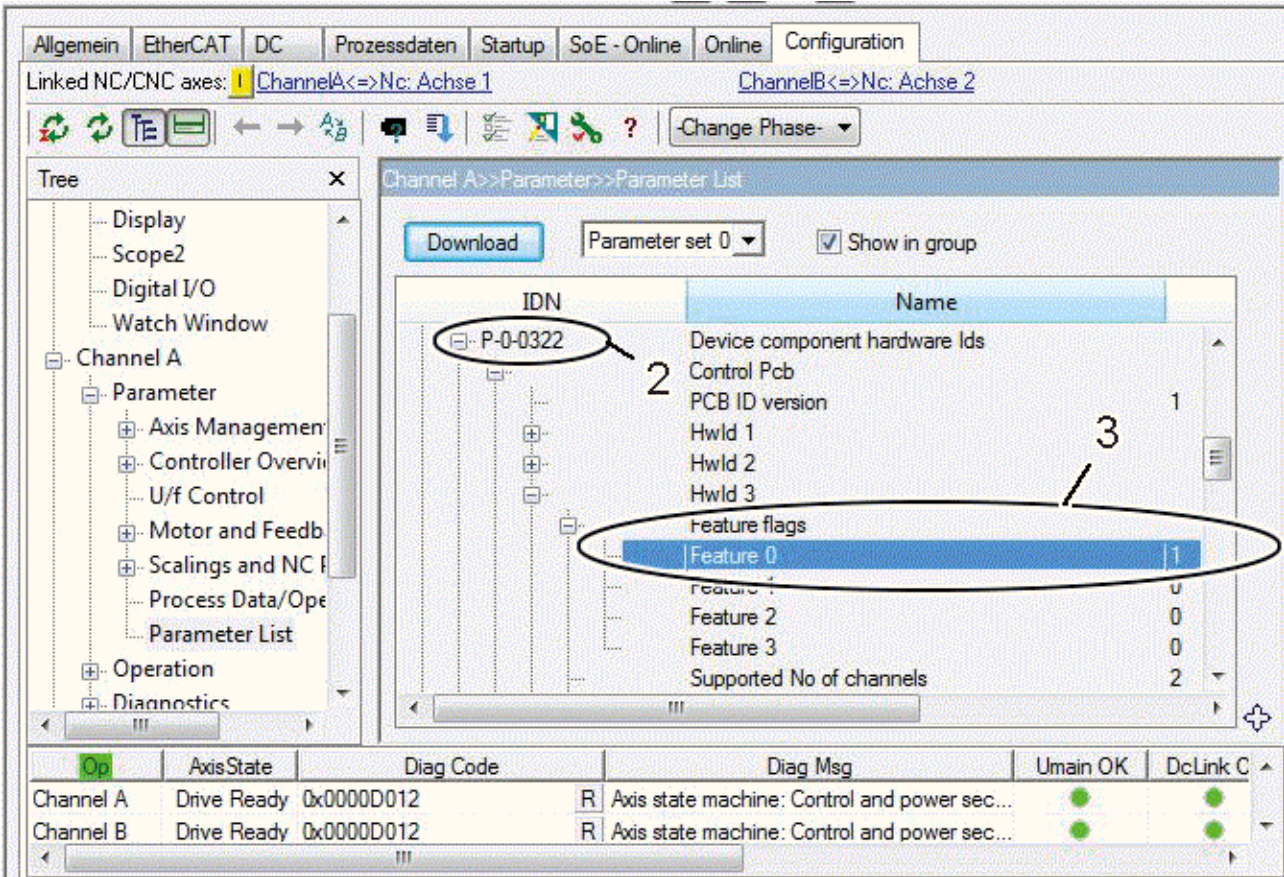 Allgemein EtherCAT DC Prozessdaten Startup SoE - Online Online Configuration
Linked NC/CNC axes: ChannelA<=>Nc: Achse 1 ChannelB<=>Nc: Achse 2
-Change Phase-
Tree
Display
Scope2
Digital I/O
Watch Window
Channel A
Parameter
Axis Managemen
Controller Overvi
U/f Control
Motor and Feedb
Scalings and NC P
Process Data/Ope
Parameter List
Operation
Diagnostics
Channel A>>Parameter>>Parameter List
Download Parameter set 0 Show in group
IDN Name
P-0-0322 Device component hardware Ids
2
Control Pcb
PCB ID version 1
HwId 1
3
HwId 2
HwId 3
Feature flags
Feature 0 1
Feature 1 0
Feature 2 0
Feature 3 0
Supported No of channels 2
Op AxisState Diag Code Diag Msg Umain OK DcLink C
Channel A Drive Ready 0x0000D012 R Axis state machine: Control and power sec...
Channel B Drive Ready 0x0000D012 R Axis state machine: Control and power sec...